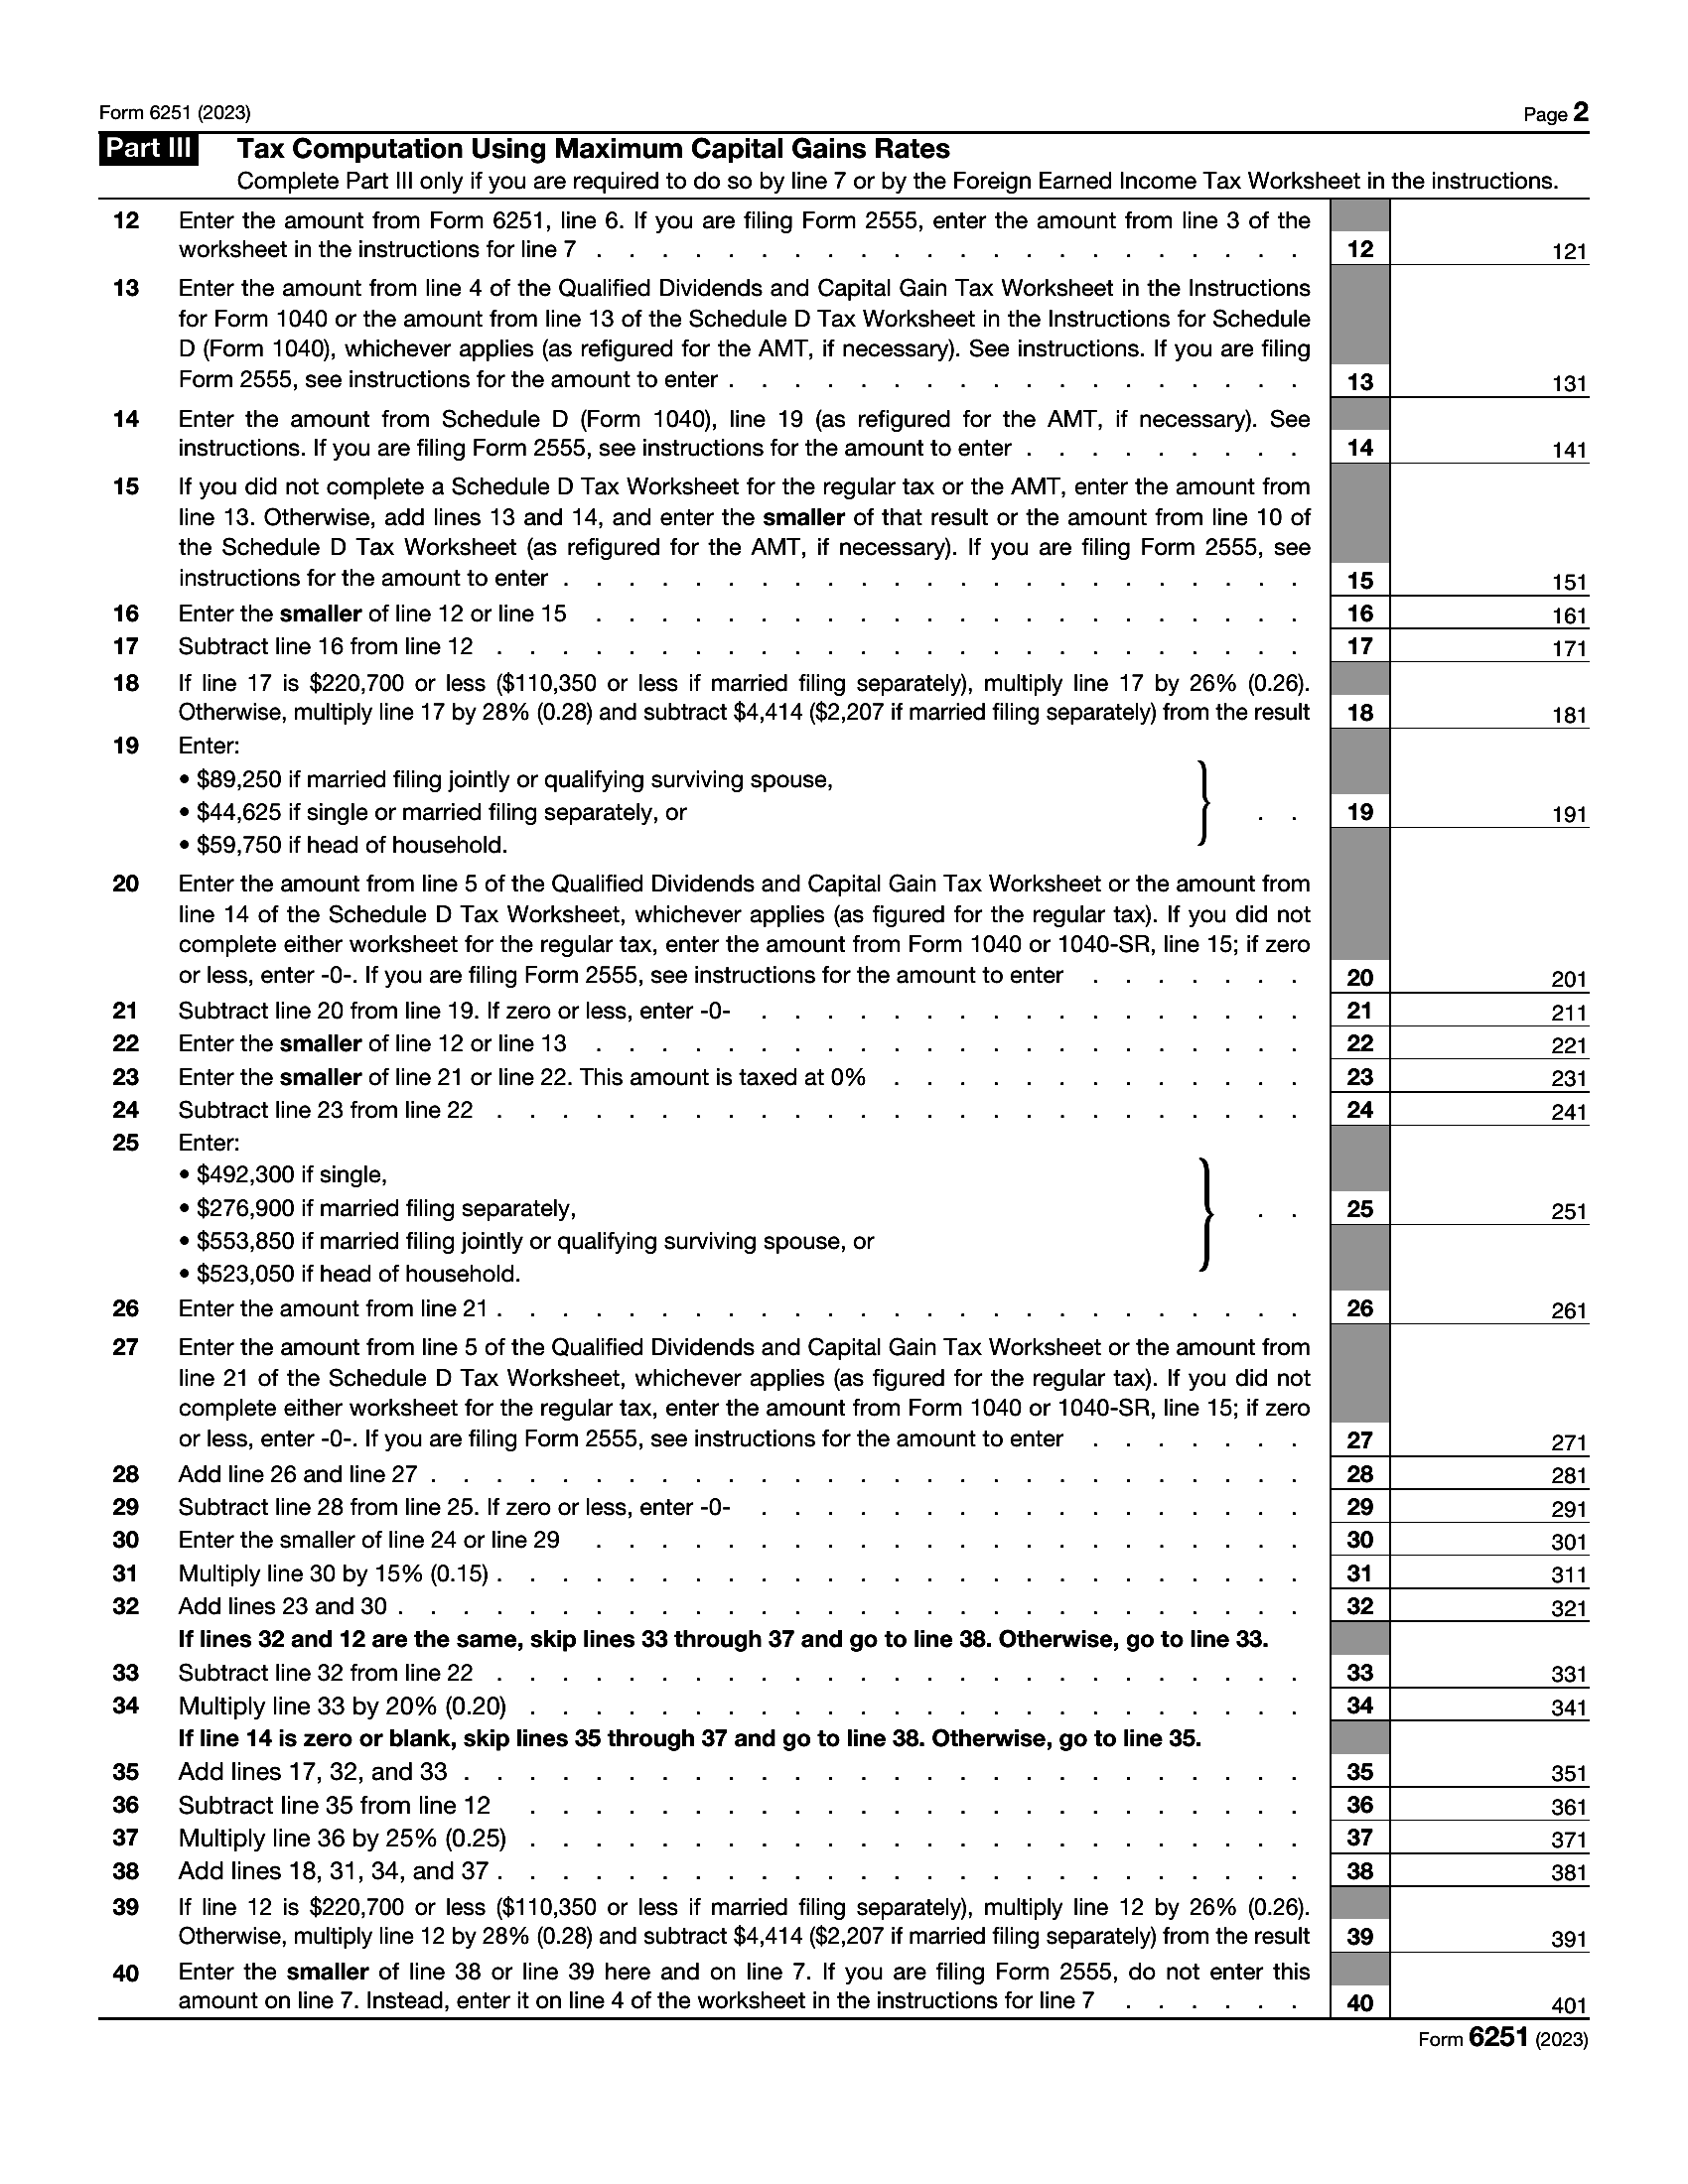 Form 6251 (2023) Page 2
Part III Tax Computation Using Maximum Capital Gains Rates
Complete Part III only if you are required to do so by line 7 or by the Foreign Earned Income Tax Worksheet in the instructions.
12 Enter the amount from Form 6251, line 6. If you are filing Form 2555, enter the amount from line 3 of the
worksheet in the instructions for line 7 . . . . . . . . . . . . . . . . . . . . . . 12 121
13 Enter the amount from line 4 of the Qualified Dividends and Capital Gain Tax Worksheet in the Instructions
for Form 1040 or the amount from line 13 of the Schedule D Tax Worksheet in the Instructions for Schedule
D (Form 1040), whichever applies (as refigured for the AMT, if necessary). See instructions. If you are filing
Form 2555, see instructions for the amount to enter . . . . . . . . . . . . . . . . . . 13 131
14 Enter the amount from Schedule D (Form 1040), line 19 (as refigured for the AMT, if necessary). See
instructions. If you are filing Form 2555, see instructions for the amount to enter . . . . . . . . . 14 141
15 If you did not complete a Schedule D Tax Worksheet for the regular tax or the AMT, enter the amount from
line 13. Otherwise, add lines 13 and 14, and enter the smaller of that result or the amount from line 10 of
the Schedule D Tax Worksheet (as refigured for the AMT, if necessary). If you are filing Form 2555, see
instructions for the amount to enter . . . . . . . . . . . . . . . . . . . . . . . 15 151
16 Enter the smaller of line 12 or line 15 . . . . . . . . . . . . . . . . . . . . . . 16 161
17 Subtract line 16 from line 12 . . . . . . . . . . . . . . . . . . . . . . . . . 17 171
18 If line 17 is $220,700 or less ($110,350 or less if married filing separately), multiply line 17 by 26% (0.26).
Otherwise, multiply line 17 by 28% (0.28) and subtract $4,414 ($2,207 if married filing separately) from the result 18 181
19 Enter:
• $89,250 if married filing jointly or qualifying surviving spouse,
• $44,625 if single or married filing separately, or } . . 19 191
• $59,750 if head of household.
20 Enter the amount from line 5 of the Qualified Dividends and Capital Gain Tax Worksheet or the amount from
line 14 of the Schedule D Tax Worksheet, whichever applies (as figured for the regular tax). If you did not
complete either worksheet for the regular tax, enter the amount from Form 1040 or 1040-SR, line 15; if zero
or less, enter -0-. If you are filing Form 2555, see instructions for the amount to enter . . . . . . . 20 201
21 Subtract line 20 from line 19. If zero or less, enter -0- . . . . . . . . . . . . . . . . . 21 211
22 Enter the smaller of line 12 or line 13 . . . . . . . . . . . . . . . . . . . . . . 22 221
23 Enter the smaller of line 21 or line 22. This amount is taxed at 0% . . . . . . . . . . . . . 23 231
24 Subtract line 23 from line 22 . . . . . . . . . . . . . . . . . . . . . . . . . 24 241
25 Enter:
• $492,300 if single,
• $276,900 if married filing separately, } . . 25 251
• $553,850 if married filing jointly or qualifying surviving spouse, or
• $523,050 if head of household.
26 Enter the amount from line 21 . . . . . . . . . . . . . . . . . . . . . . . . . 26 261
27 Enter the amount from line 5 of the Qualified Dividends and Capital Gain Tax Worksheet or the amount from
line 21 of the Schedule D Tax Worksheet, whichever applies (as figured for the regular tax). If you did not
complete either worksheet for the regular tax, enter the amount from Form 1040 or 1040-SR, line 15; if zero
or less, enter -0-. If you are filing Form 2555, see instructions for the amount to enter . . . . . . . 27 271
28 Add line 26 and line 27 . . . . . . . . . . . . . . . . . . . . . . . . . . . 28 281
29 Subtract line 28 from line 25. If zero or less, enter -0- . . . . . . . . . . . . . . . . . 29 291
30 Enter the smaller of line 24 or line 29 . . . . . . . . . . . . . . . . . . . . . . 30 301
31 Multiply line 30 by 15% (0.15) . . . . . . . . . . . . . . . . . . . . . . . . . 31 311
32 Add lines 23 and 30 . . . . . . . . . . . . . . . . . . . . . . . . . . . . 32 321
If lines 32 and 12 are the same, skip lines 33 through 37 and go to line 38. Otherwise, go to line 33.
33 Subtract line 32 from line 22 . . . . . . . . . . . . . . . . . . . . . . . . . 33 331
34 Multiply line 33 by 20% (0.20) . . . . . . . . . . . . . . . . . . . . . . . . 34 341
If line 14 is zero or blank, skip lines 35 through 37 and go to line 38. Otherwise, go to line 35.
35 Add lines 17, 32, and 33 . . . . . . . . . . . . . . . . . . . . . . . . . . 35 351
36 Subtract line 35 from line 12 . . . . . . . . . . . . . . . . . . . . . . . . 36 361
37 Multiply line 36 by 25% (0.25) . . . . . . . . . . . . . . . . . . . . . . . . 37 371
38 Add lines 18, 31, 34, and 37 . . . . . . . . . . . . . . . . . . . . . . . . . 38 381
39 If line 12 is $220,700 or less ($110,350 or less if married filing separately), multiply line 12 by 26% (0.26).
Otherwise, multiply line 12 by 28% (0.28) and subtract $4,414 ($2,207 if married filing separately) from the result 39 391
40 Enter the smaller of line 38 or line 39 here and on line 7. If you are filing Form 2555, do not enter this
amount on line 7. Instead, enter it on line 4 of the worksheet in the instructions for line 7 . . . . . . 40 401
Form 6251 (2023)